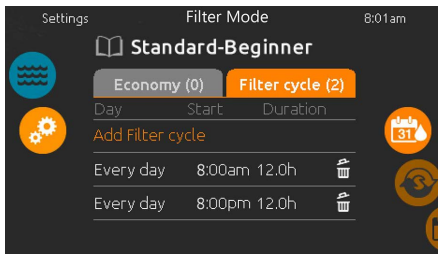 Settings Filter Mode 8:01am
Standard-Beginner
Economy (0) Filter cycle (2)
Day Start Duration
Add Filter cycle
Every day 8:00am 12.0h
Every day 8:00pm 12.0h
31